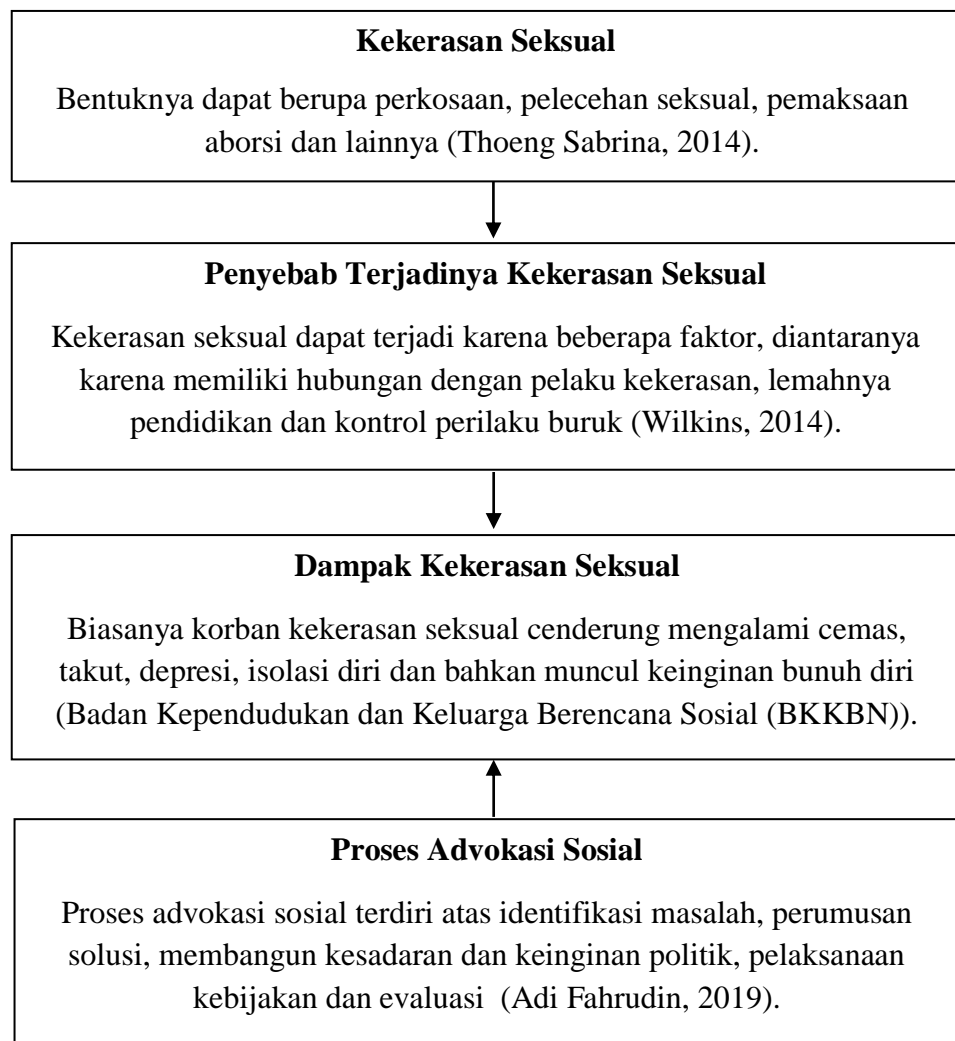 Kekerasan Seksual
Bentuknya dapat berupa perkosaan, pelecehan seksual, pemaksaan
aborsi dan lainnya (Thoeng Sabrina, 2014).
Penyebab Terjadinya Kekerasan Seksual
Kekerasan seksual dapat terjadi karena beberapa faktor, diantaranya
karena memiliki hubungan dengan pelaku kekerasan, lemahnya
pendidikan dan kontrol perilaku buruk (Wilkins, 2014).
Dampak Kekerasan Seksual
Biasanya korban kekerasan seksual cenderung mengalami cemas,
takut, depresi, isolasi diri dan bahkan muncul keinginan bunuh diri
(Badan Kependudukan dan Keluarga Berencana Sosial (BKKBN)).
Proses Advokasi Sosial
Proses advokasi sosial terdiri atas identifikasi masalah, perumusan
solusi, membangun kesadaran dan keinginan politik, pelaksanaan
kebijakan dan evaluasi  (Adi Fahrudin, 2019).